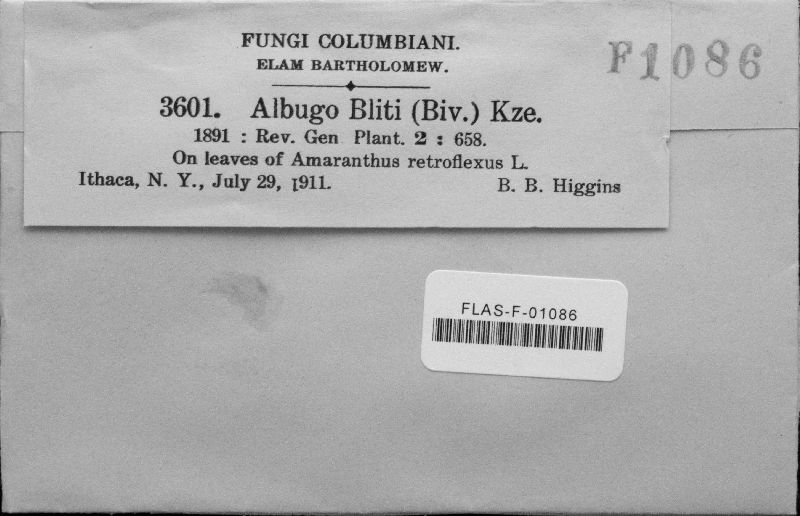 FUNGI COLUMBIANI.
ELAM BARTHOLOMEW.
F1086
3601. Albugo Bliti (Biv.) Kze.
1891 : Rev. Gen Plant. 2 : 658.
On leaves of Amaranthus retroflexus L.
Ithaca, N. Y., July 29, 1911. B. B. Higgins
FLAS-F-01086